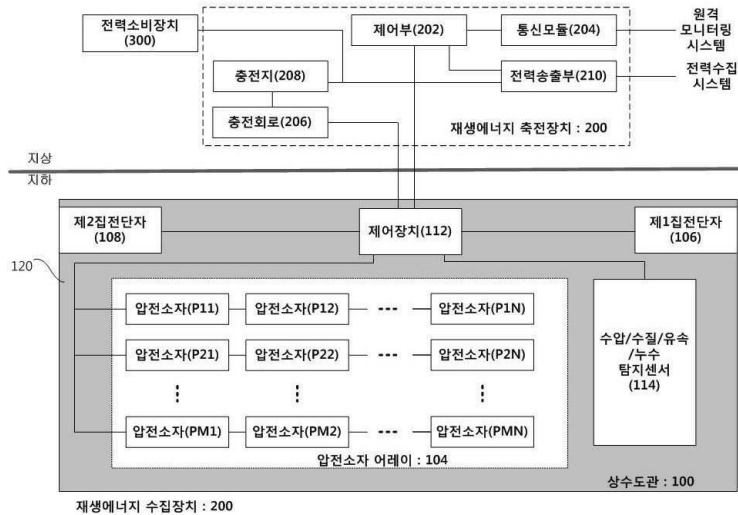 전력소비장치
(300)
제어부(202)
통신모듈(204)
원격
모니터링
시스템
충전지(208)
전력송출부(210)
전력수집
시스템
충전회로(206)
재생에너지 축전장치 : 200
지상
지하
제2집전단자
(108)
제어장치(112)
제1집전단자
(106)
120
압전소자(P11)
압전소자(P12)
압전소자(P1N)
압전소자(P21)
압전소자(P22)
압전소자(P2N)
수압/수질/유속
/누수
탐지센서
(114)
압전소자(PM1)
압전소자(PM2)
압전소자(PMN)
압전소자 어레이 : 104
상수도관 : 100
재생에너지 수집장치 : 200